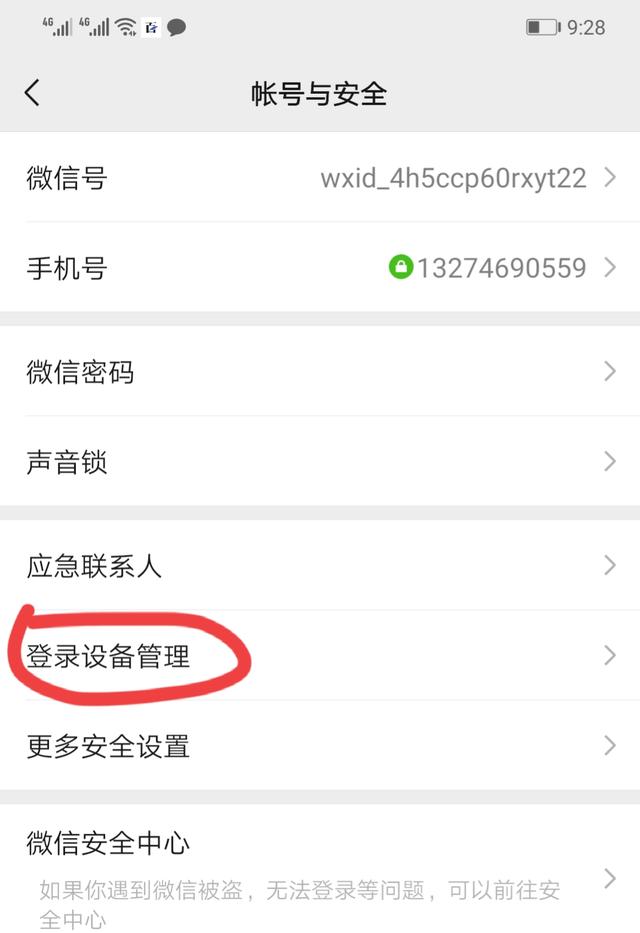 4G 4G 9:28
帐号与安全
微信号 wxid_4h5ccp60rxyt22
手机号 13274690559
微信密码
声音锁
应急联系人
登录设备管理
更多安全设置
微信安全中心
如果你遇到微信被盗，无法登录等问题，可以前往安
全中心